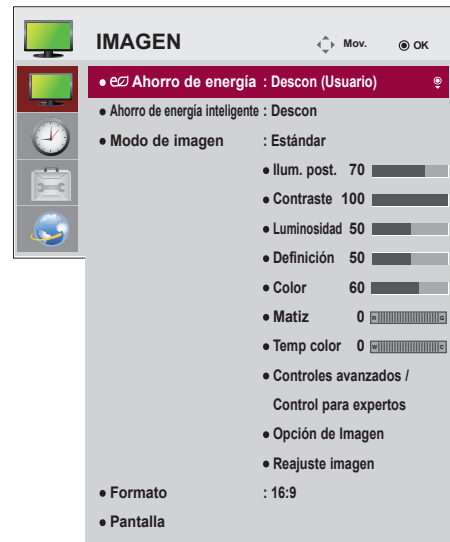 IMAGEN Mov. OK
• e Ahorro de energía : Descon (Usuario)
• Ahorro de energía inteligente : Descon
• Modo de imagen : Estándar
• Ilum. post. 70
• Contraste 100
• Luminosidad 50
• Definición 50
• Color 60
• Matiz 0 R G
• Temp color 0 W C
• Controles avanzados /
Control para expertos
• Opción de Imagen
• Reajuste imagen
• Formato : 16:9
• Pantalla